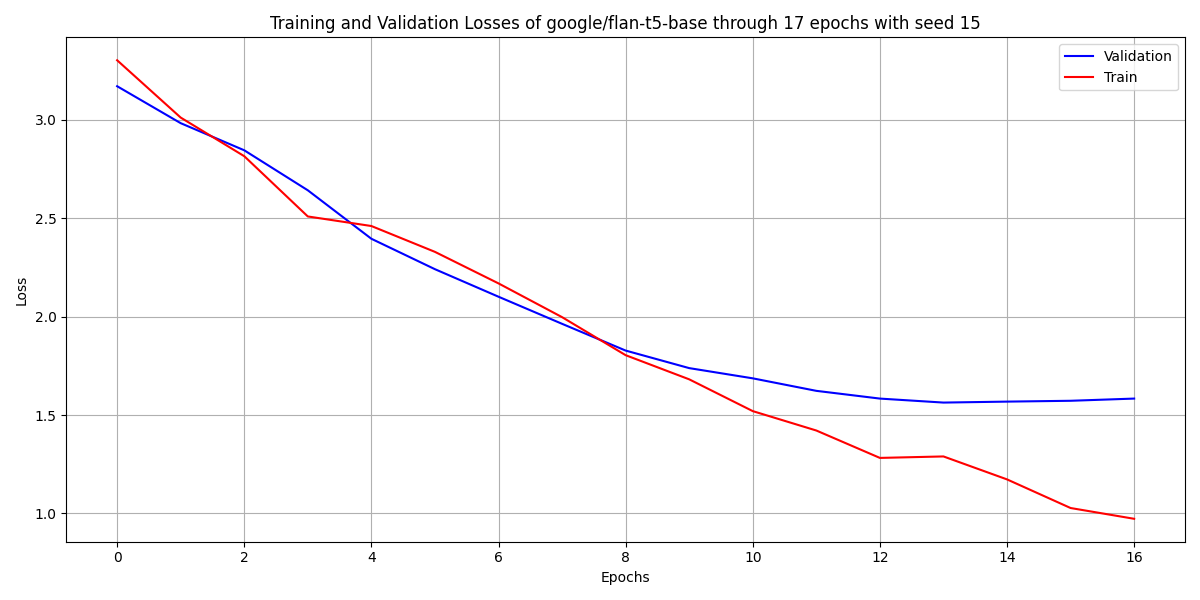 Training and Validation Losses of google/flan-t5-base through 17 epochs with seed 15
Validation
Train
3.0
2.5
2.0
1.5
1.0
Loss
0 2 4 6 8 10 12 14 16
Epochs